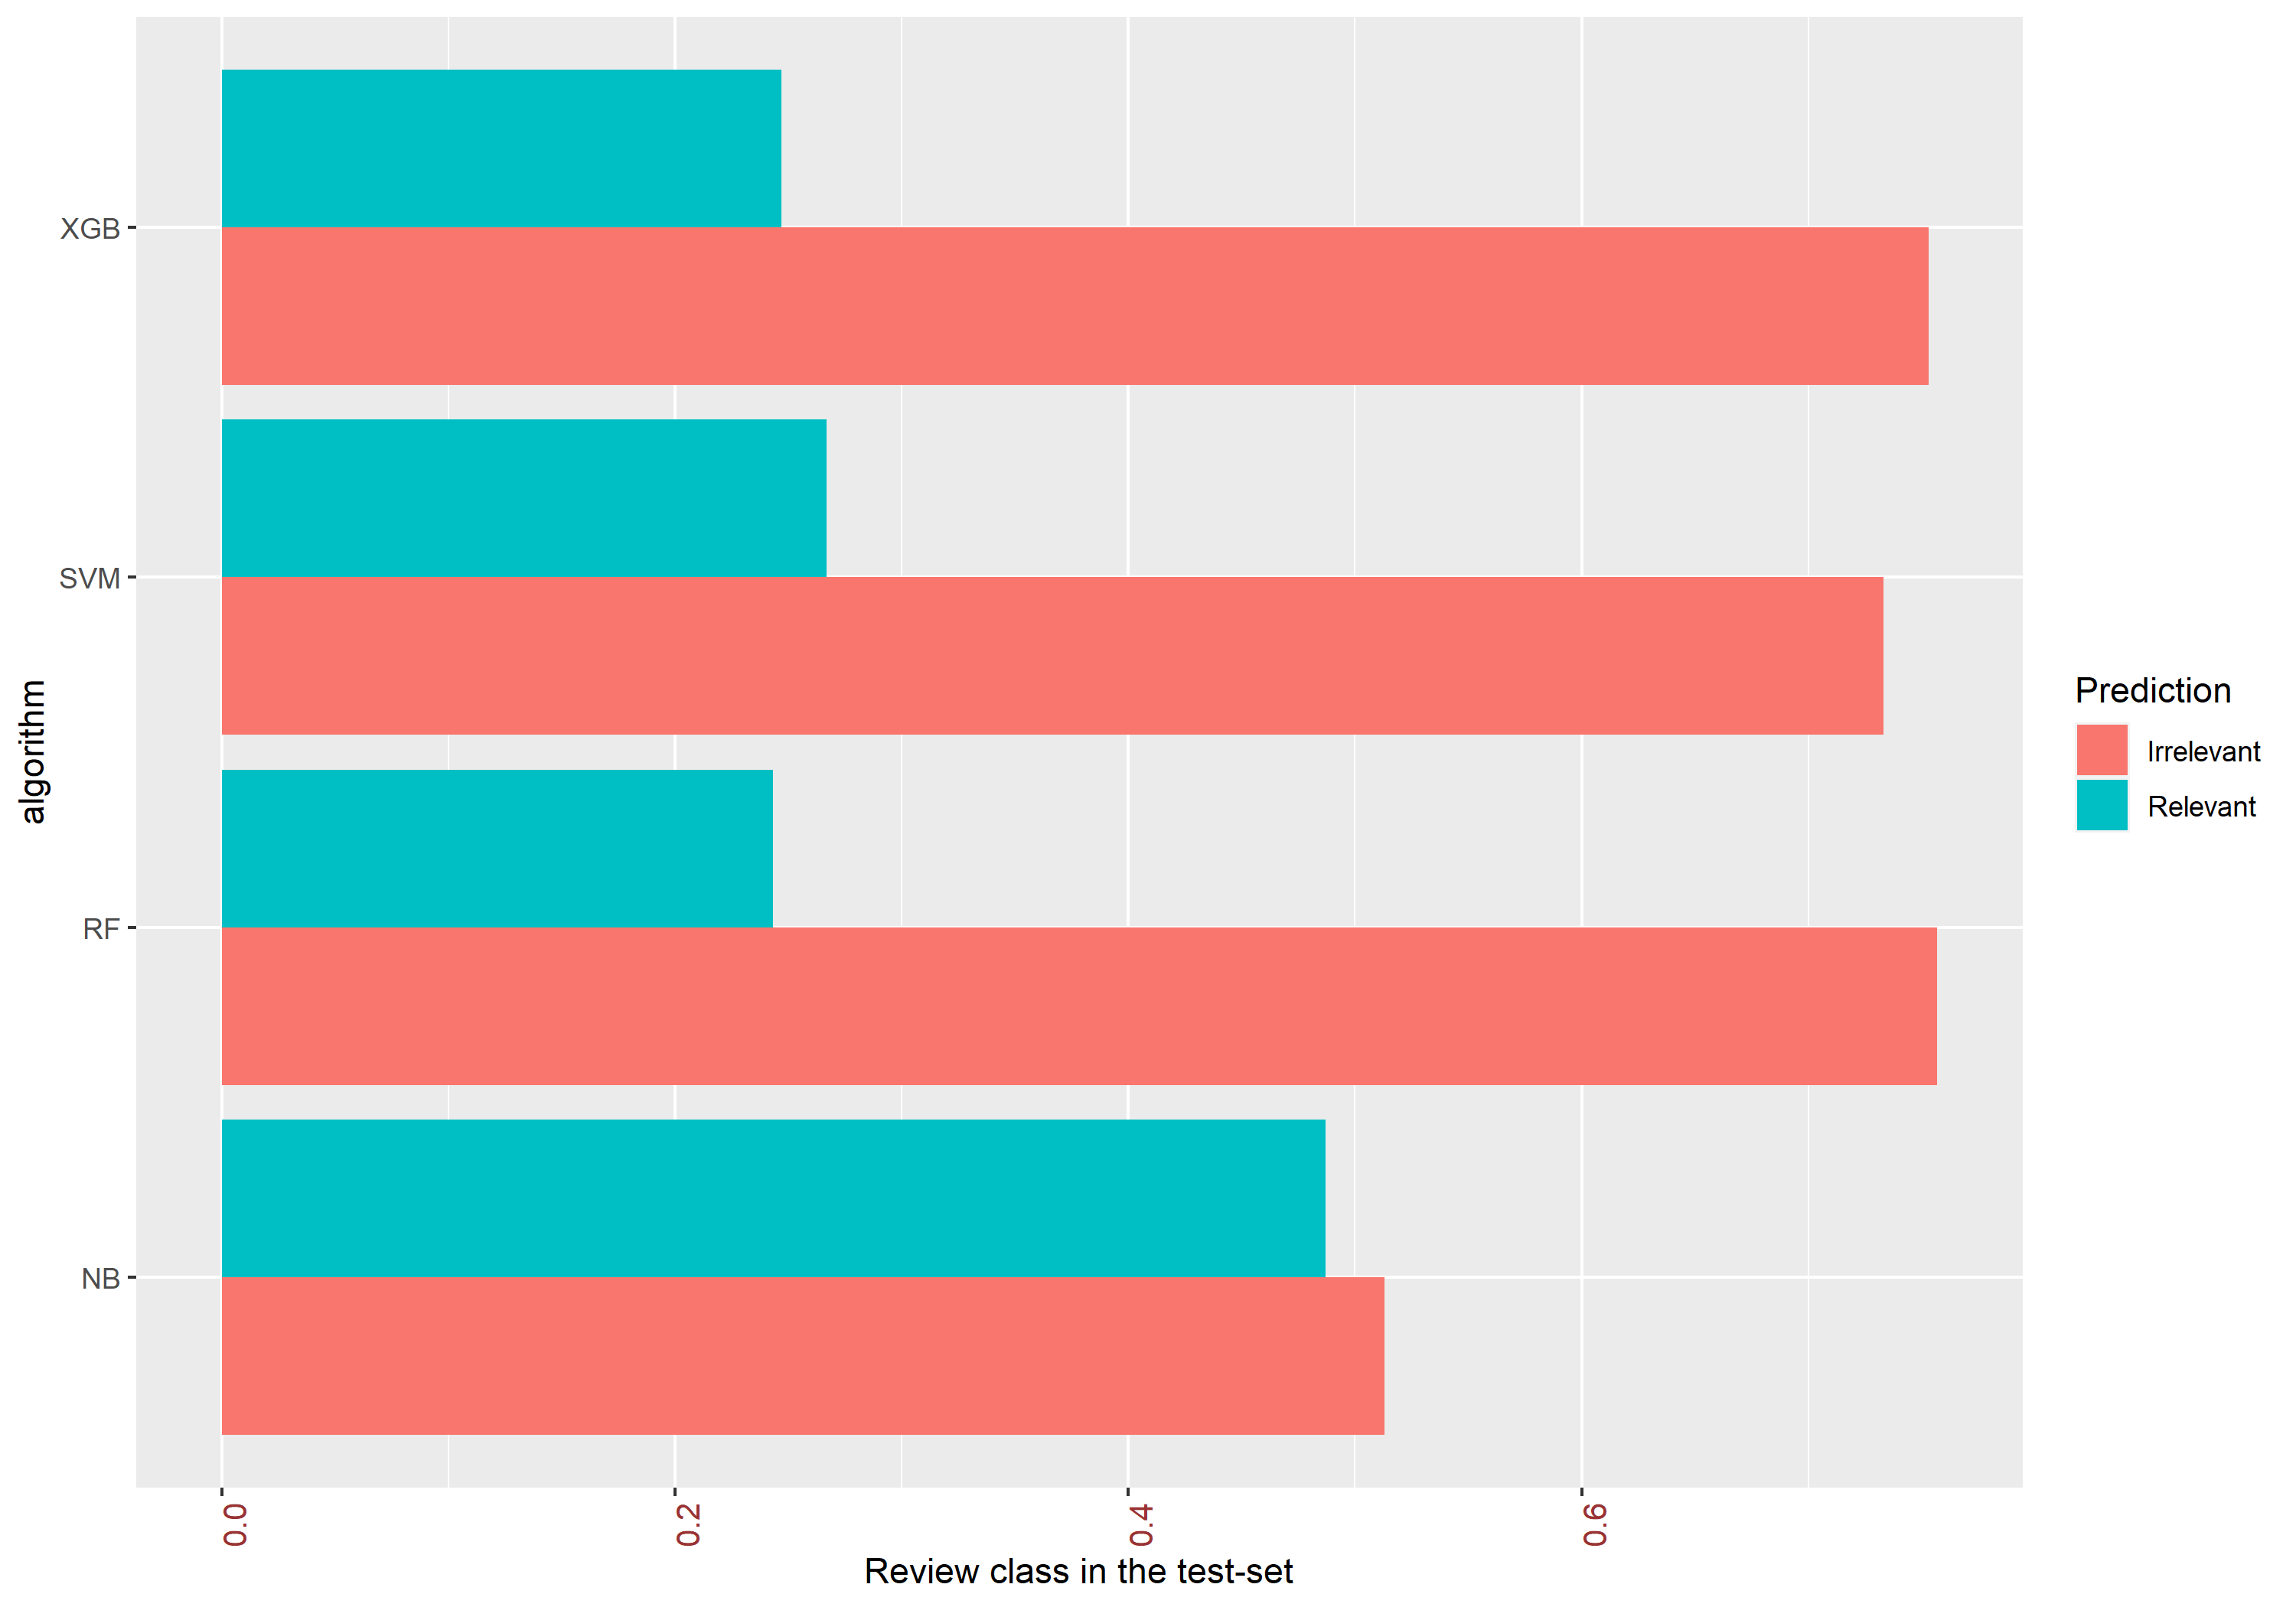 XGB
SVM
RF
NB
algorithm
0.0
0.2
0.4
0.6
Review class in the test-set
Prediction
Irrelevant
Relevant